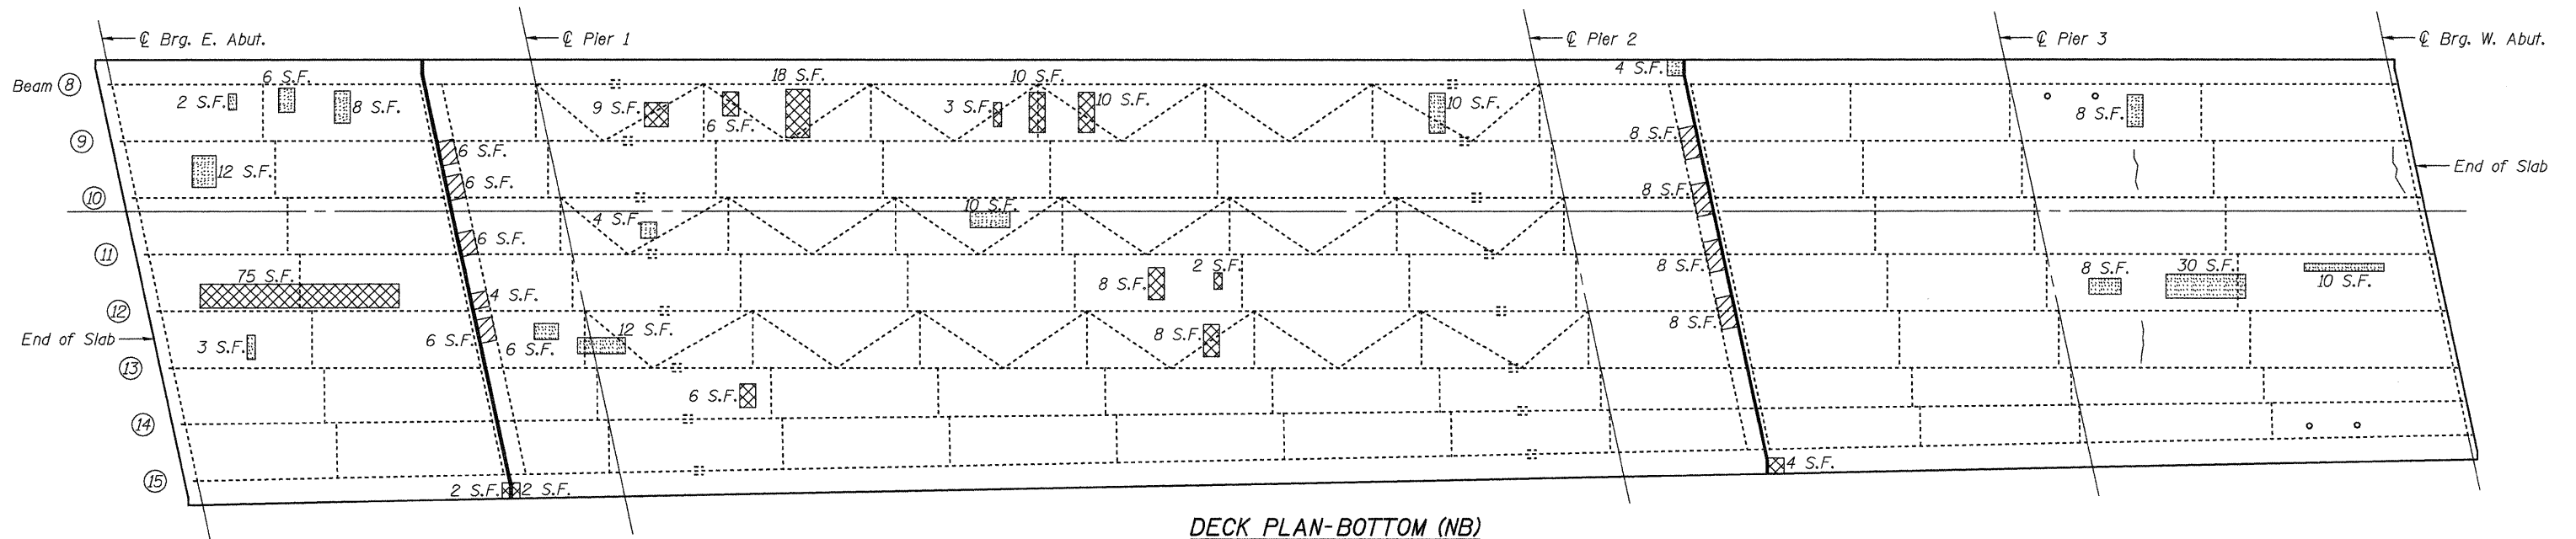 ℄ Brg. E. Abut.
℄ Pier 1
℄ Pier 2
℄ Pier 3
℄ Brg. W. Abut.
Beam 8
6 S.F.
18 S.F.
10 S.F.
4 S.F.
2 S.F.
8 S.F.
9 S.F.
6 S.F.
3 S.F.
10 S.F.
10 S.F.
8 S.F.
9
6 S.F.
8 S.F.
12 S.F.
6 S.F.
8 S.F.
End of Slab
10
4 S.F.
10 S.F.
6 S.F.
11
8 S.F.
75 S.F.
4 S.F.
8 S.F.
2 S.F.
8 S.F.
30 S.F.
10 S.F.
12
End of Slab
6 S.F.
12 S.F.
8 S.F.
8 S.F.
3 S.F.
6 S.F.
13
6 S.F.
14
15
2 S.F.
2 S.F.
4 S.F.
DECK PLAN-BOTTOM (NB)